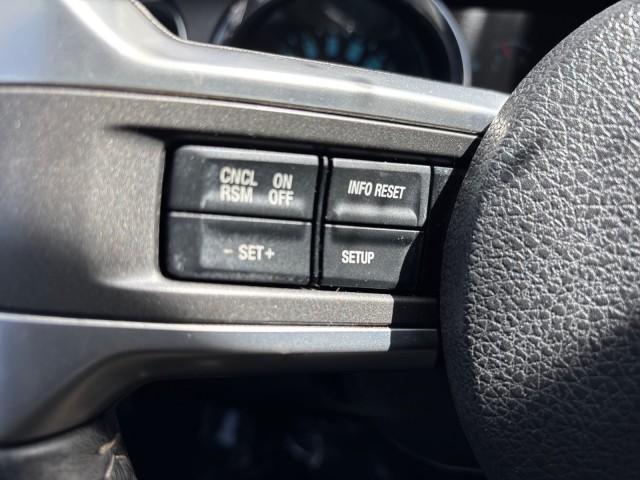 CNCL ON
RSM OFF
INFO RESET
- SET +
SETUP